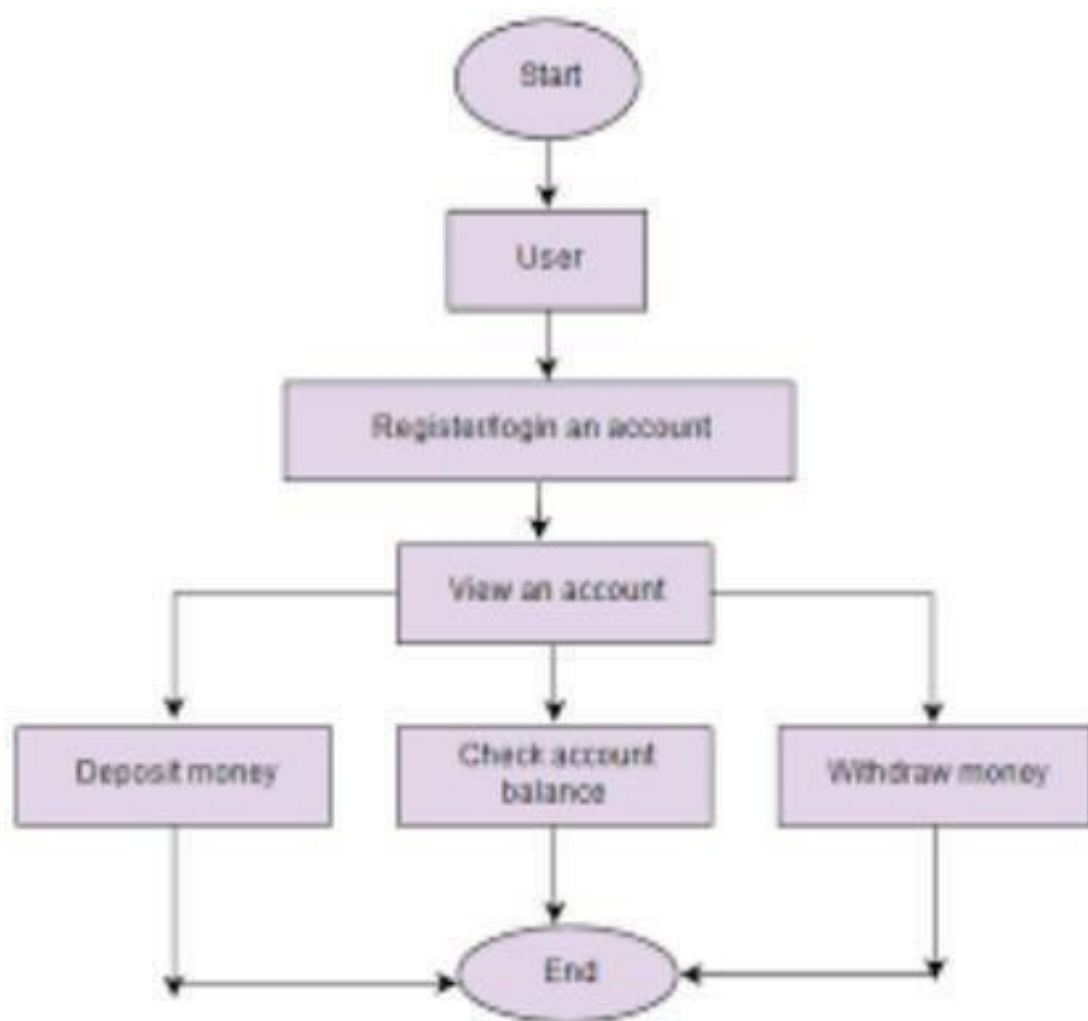 Start
User
Register/login an account
View an account
Deposit money
Check account
balance
Withdraw money
End